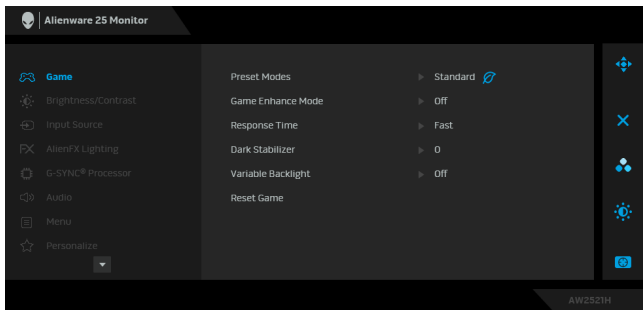 Alienware 25 Monitor
Game
Preset Modes Standard
Brightness/Contrast
Game Enhance Mode Off
Input Source
Response Time Fast
FX AlienFX Lighting
Dark Stabilizer 0
G-SYNC® Processor
Variable Backlight Off
Audio
Reset Game
Menu
Personalize
AW2521H